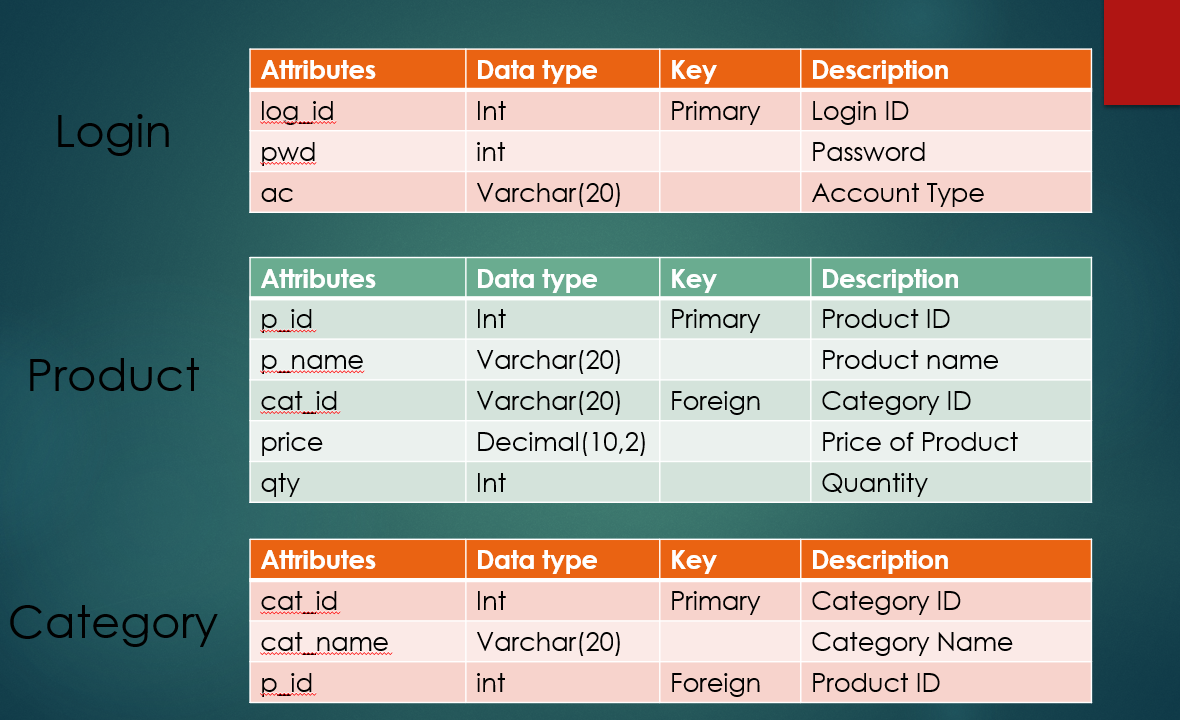 Login
Attributes Data type Key Description
log_id Int Primary Login ID
pwd int Password
ac Varchar(20) Account Type
Product
Attributes Data type Key Description
p_id Int Primary Product ID
p_name Varchar(20) Product name
cat_id Varchar(20) Foreign Category ID
price Decimal(10,2) Price of Product
qty Int Quantity
Category
Attributes Data type Key Description
cat_id Int Primary Category ID
cat_name Varchar(20) Category Name
p_id int Foreign Product ID